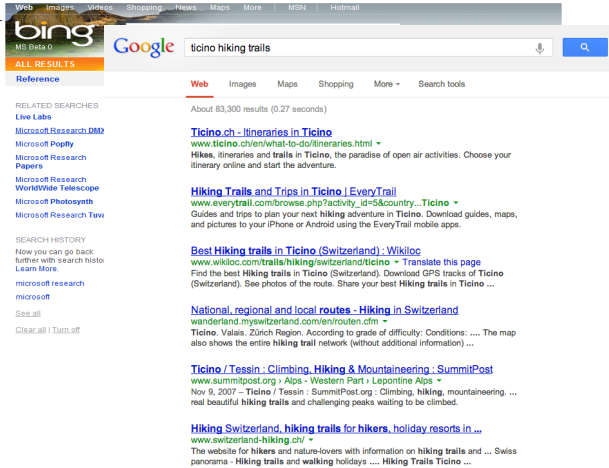 Web Images Videos Shopping News Maps More MSN Hotmail
bing
MS Beta 0
ALL RESULTS
Reference
RELATED SEARCHES
Live Labs
Microsoft Research DMX
Microsoft Popfly
Microsoft Research
Papers
Microsoft Research
WorldWide Telescope
Microsoft Photosynth
Microsoft Research Tuva
SEARCH HISTORY
Now you can go back
further with search histo
Learn More.
microsoft research
microsoft
See all
Clear all | Turn off
Google
ticino hiking trails
Web Images Maps Shopping More Search tools
About 83,300 results (0.27 seconds)
Ticino.ch - Itineraries in Ticino
www.ticino.ch/en/what-to-do/itineraries.html
Hikes, itineraries and trails in Ticino, the paradise of open air activities. Choose your
itinerary online and start the adventure.
Hiking Trails and Trips in Ticino | EveryTrail
www.everytrail.com/browse.php?activity_id=5&country...Ticino
Guides and trips to plan your next hiking adventure in Ticino. Download guides, maps,
and pictures to your iPhone or Android using the EveryTrail mobile apps.
Best Hiking trails in Ticino (Switzerland) : Wikiloc
www.wikiloc.com/trails/hiking/switzerland/ticino Translate this page
Find the best Hiking trails in Ticino (Switzerland). Download GPS tracks of Ticino
(Switzerland). See photos of the route. Share your best Hiking trails in Ticino ...
National, regional and local routes - Hiking in Switzerland
wanderland.myswitzerland.com/en/routen.cfm
Ticino. Valais. Zürich Region. According to grade of difficulty: Conditions: .... The map
also shows the entire hiking trail network (without additional information) ...
Ticino / Tessin : Climbing, Hiking & Mountaineering : SummitPost
www.summitpost.org › Alps - Western Part › Lepontine Alps
Nov 9, 2007 – Ticino / Tessin : SummitPost.org : Climbing, hiking, mountaineering. ...
real beautiful hiking trails and challenging peaks waiting to be climbed.
Hiking Switzerland, hiking trails for hikers, holiday resorts in ...
www.switzerland-hiking.ch/
The website for hikers and nature-lovers with information on hiking trails and ... Swiss
panorama - Hiking trails and walking holidays .... Hiking Trails Ticino ...